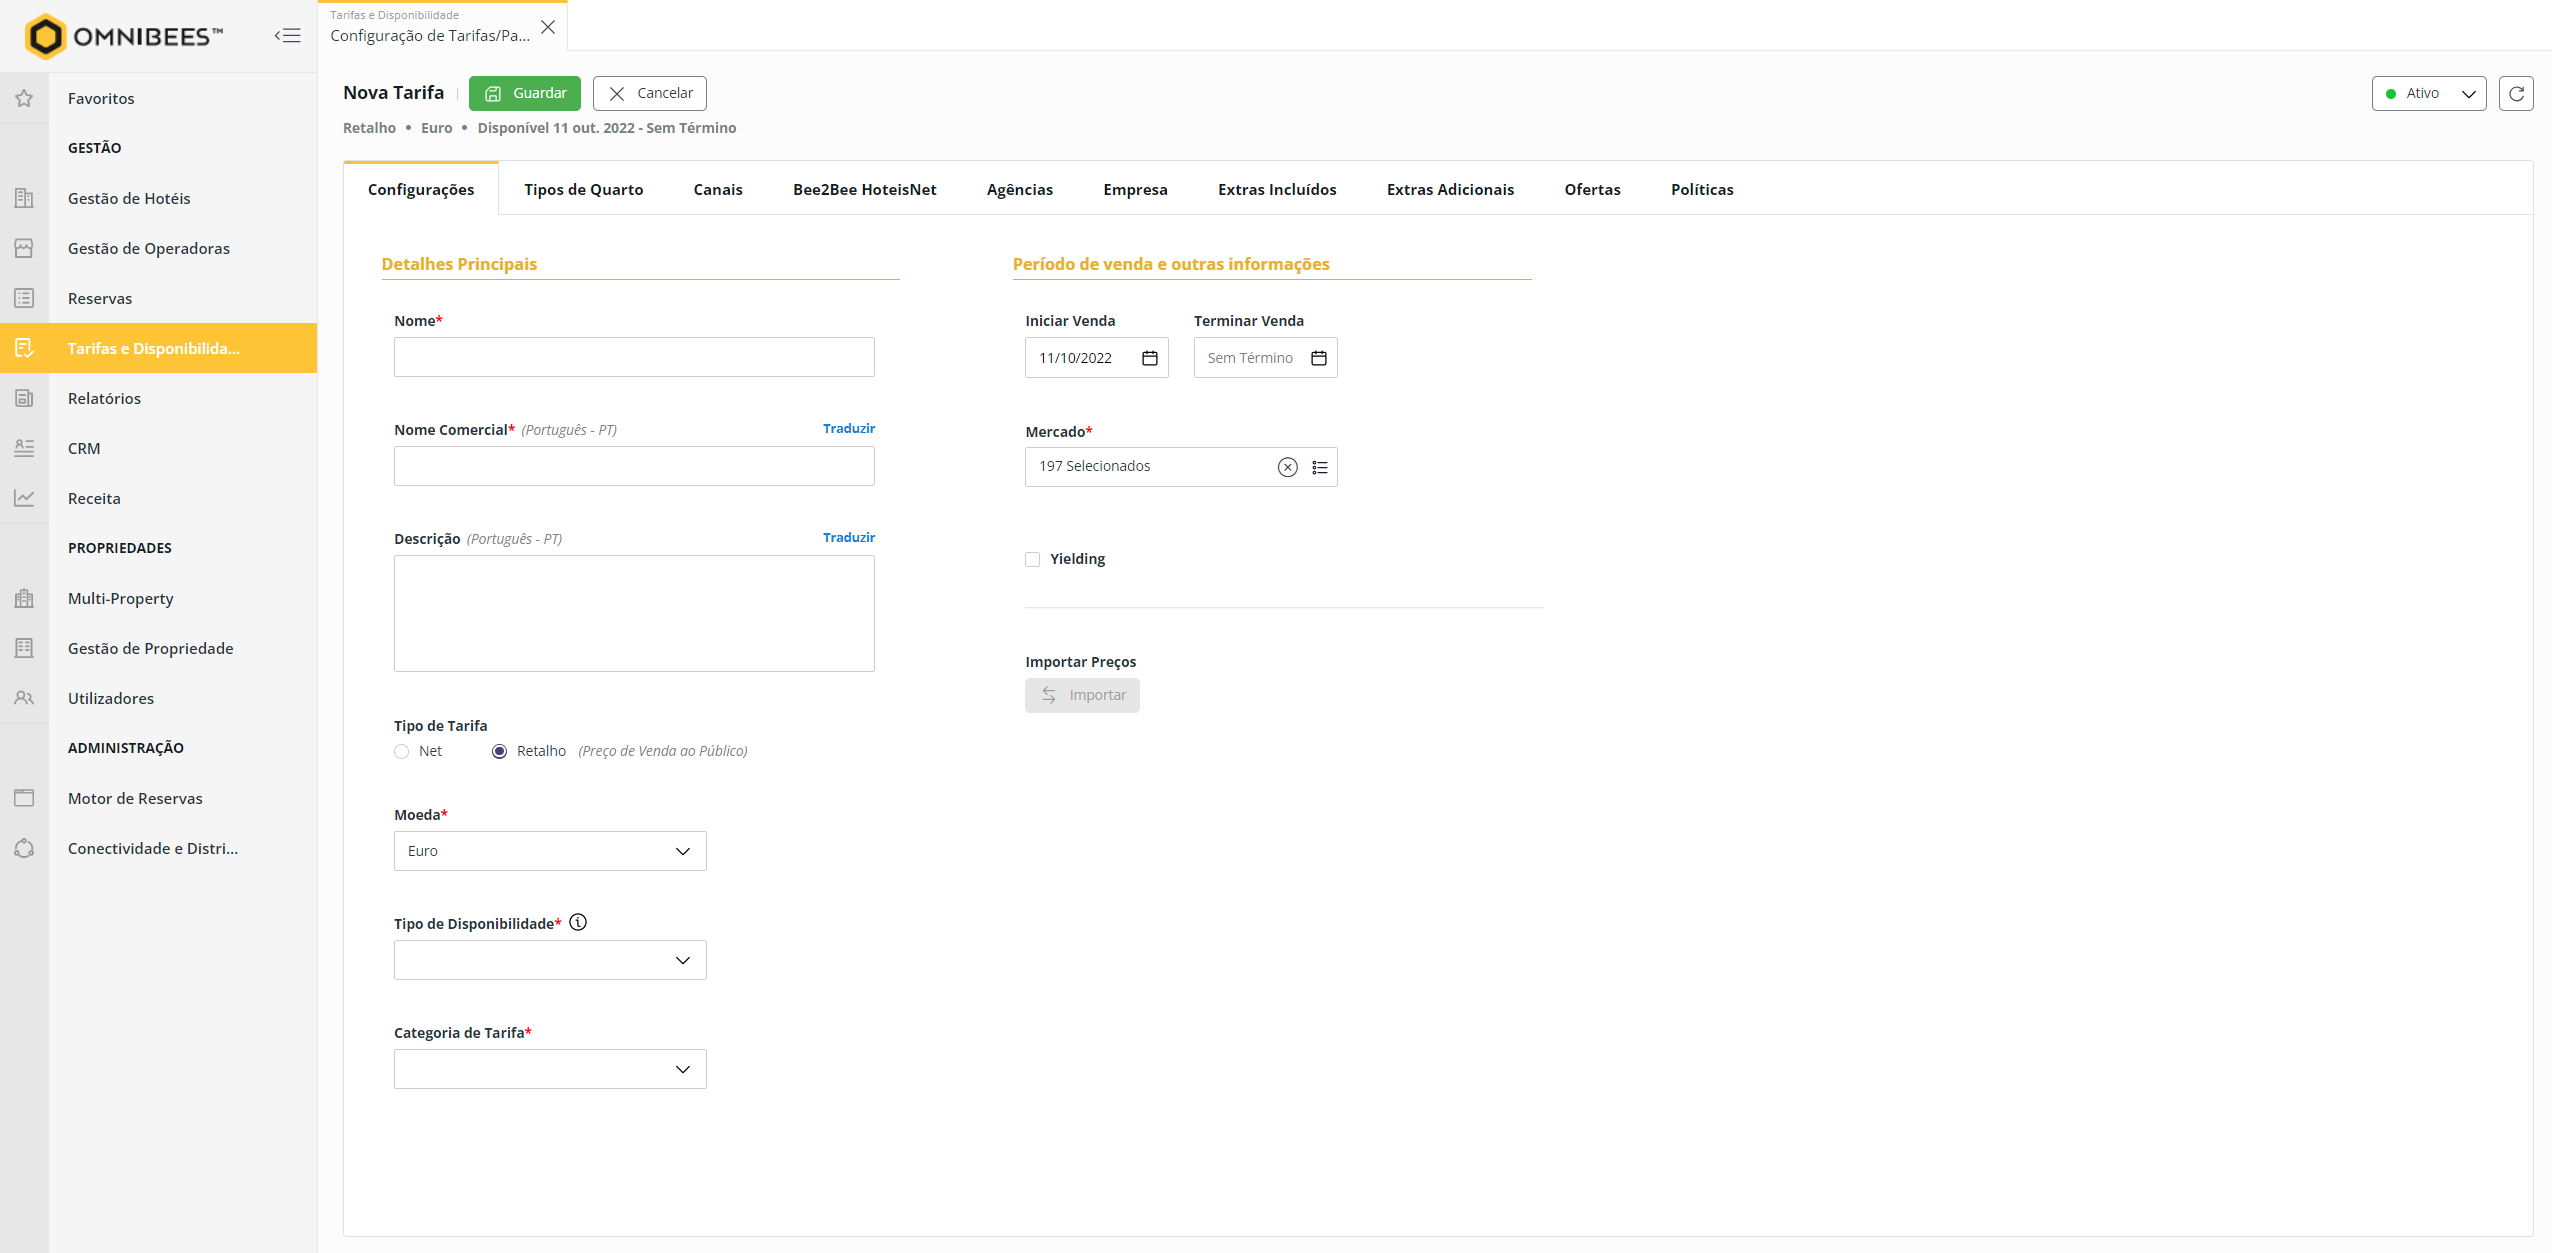 OMNIBEES™
Tarifas e Disponibilidade
Configuração de Tarifas/Pa...
Favoritos
GESTÃO
Gestão de Hotéis
Gestão de Operadoras
Reservas
Tarifas e Disponibilida...
Relatórios
CRM
Receita
PROPRIEDADES
Multi-Property
Gestão de Propriedade
Utilizadores
ADMINISTRAÇÃO
Motor de Reservas
Conectividade e Distri...
Nova Tarifa Guardar Cancelar Ativo
Retalho • Euro • Disponível 11 out. 2022 - Sem Término
Configurações Tipos de Quarto Canais Bee2Bee HoteisNet Agências Empresa Extras Incluídos Extras Adicionais Ofertas Políticas
Detalhes Principais
Nome*
Nome Comercial* (Português - PT) Traduzir
Descrição (Português - PT) Traduzir
Tipo de Tarifa
Net Retalho (Preço de Venda ao Público)
Moeda*
Euro
Tipo de Disponibilidade*
Categoria de Tarifa*
Período de venda e outras informações
Iniciar Venda Terminar Venda
11/10/2022 Sem Término
Mercado*
197 Selecionados
Yielding
Importar Preços
Importar